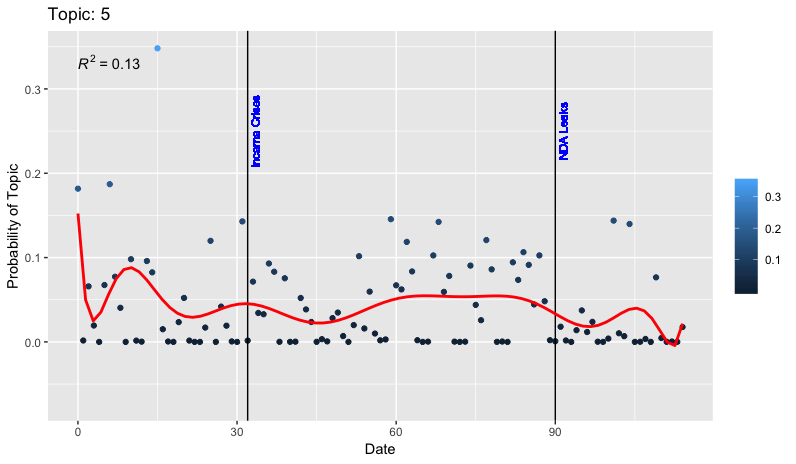 Topic: 5
R² = 0.13
Incarna Crises
NDA Leaks
Probability of Topic
0.3
0.2
0.1
0.0
0
30
60
90
Date
0.3
0.2
0.1